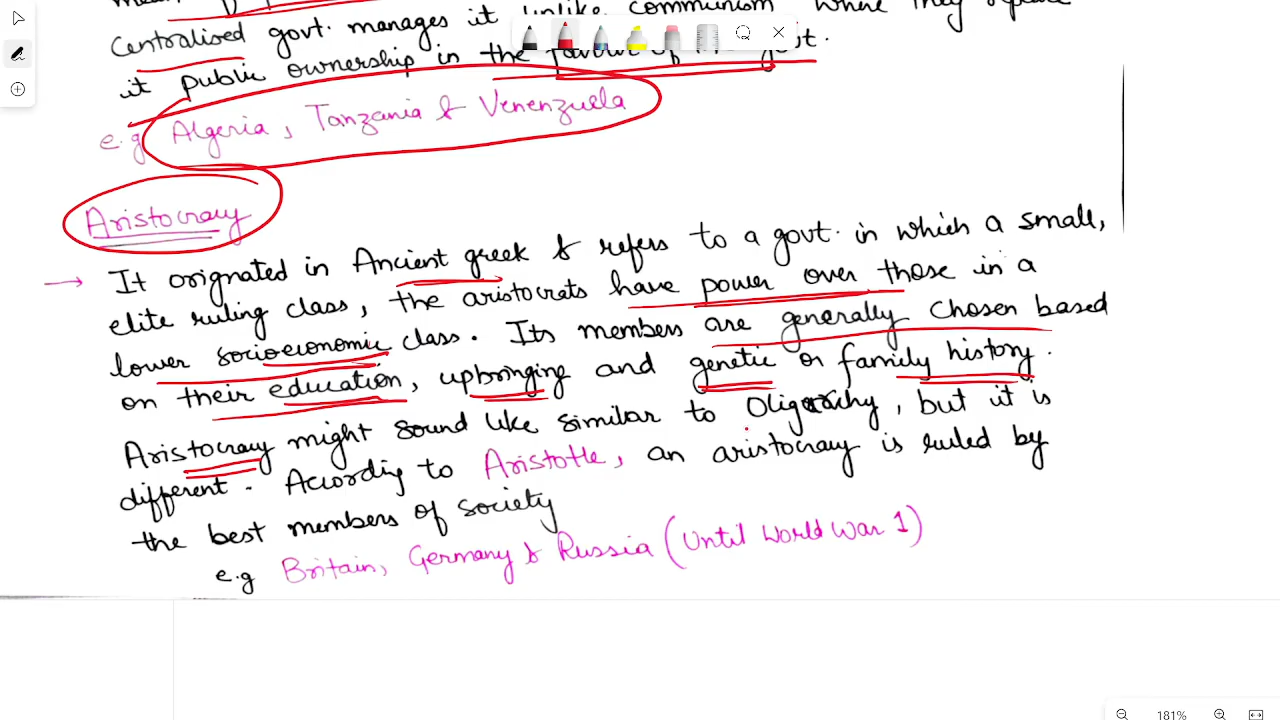 Centralised govt. manages it unlike communism where they
it public ownership in the favour of the govt.
e.g Algeria, Tanzania & Venenzuela
Aristocracy
→ It orignated in Ancient greek & refers to a govt. in which a small,
elite ruling class, the aristocrats have power over those in a
lower socioeconomic class. Its members are generally chosen based
on their education, upbringing and genetic or family history.
Aristocracy might sound like similar to Oligarchy, but it is
different. According to Aristotle, an aristocracy is ruled by
the best members of society
e.g Britain, Germany & Russia (Until World War 1)
181%